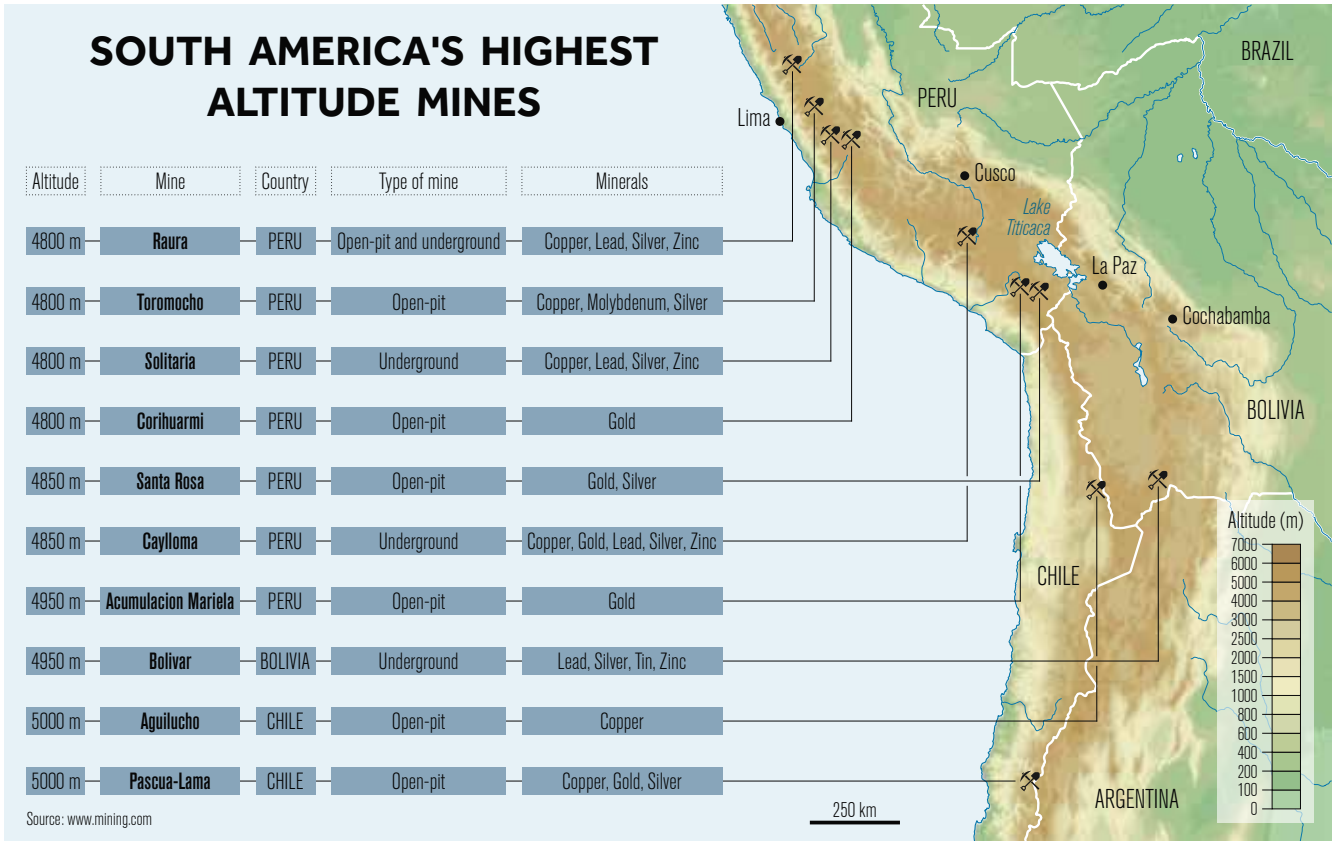 SOUTH AMERICA'S HIGHEST
ALTITUDE MINES
Altitude Mine Country Type of mine Minerals
4800 m Raura PERU Open-pit and underground Copper, Lead, Silver, Zinc
4800 m Toromocho PERU Open-pit Copper, Molybdenum, Silver
4800 m Solitaria PERU Underground Copper, Lead, Silver, Zinc
4800 m Corihuarmi PERU Open-pit Gold
4850 m Santa Rosa PERU Open-pit Gold, Silver
4850 m Caylloma PERU Underground Copper, Gold, Lead, Silver, Zinc
4950 m Acumulacion Mariela PERU Open-pit Gold
4950 m Bolivar BOLIVIA Underground Lead, Silver, Tin, Zinc
5000 m Aguilucho CHILE Open-pit Copper
5000 m Pascua-Lama CHILE Open-pit Copper, Gold, Silver
Source: www.mining.com
BRAZIL
PERU
Lima
Cusco
Lake
Titicaca
La Paz
Cochabamba
BOLIVIA
CHILE
ARGENTINA
250 km
Altitude (m)
7000
6000
5000
4000
3000
2500
2000
1500
1000
800
600
400
200
100
0